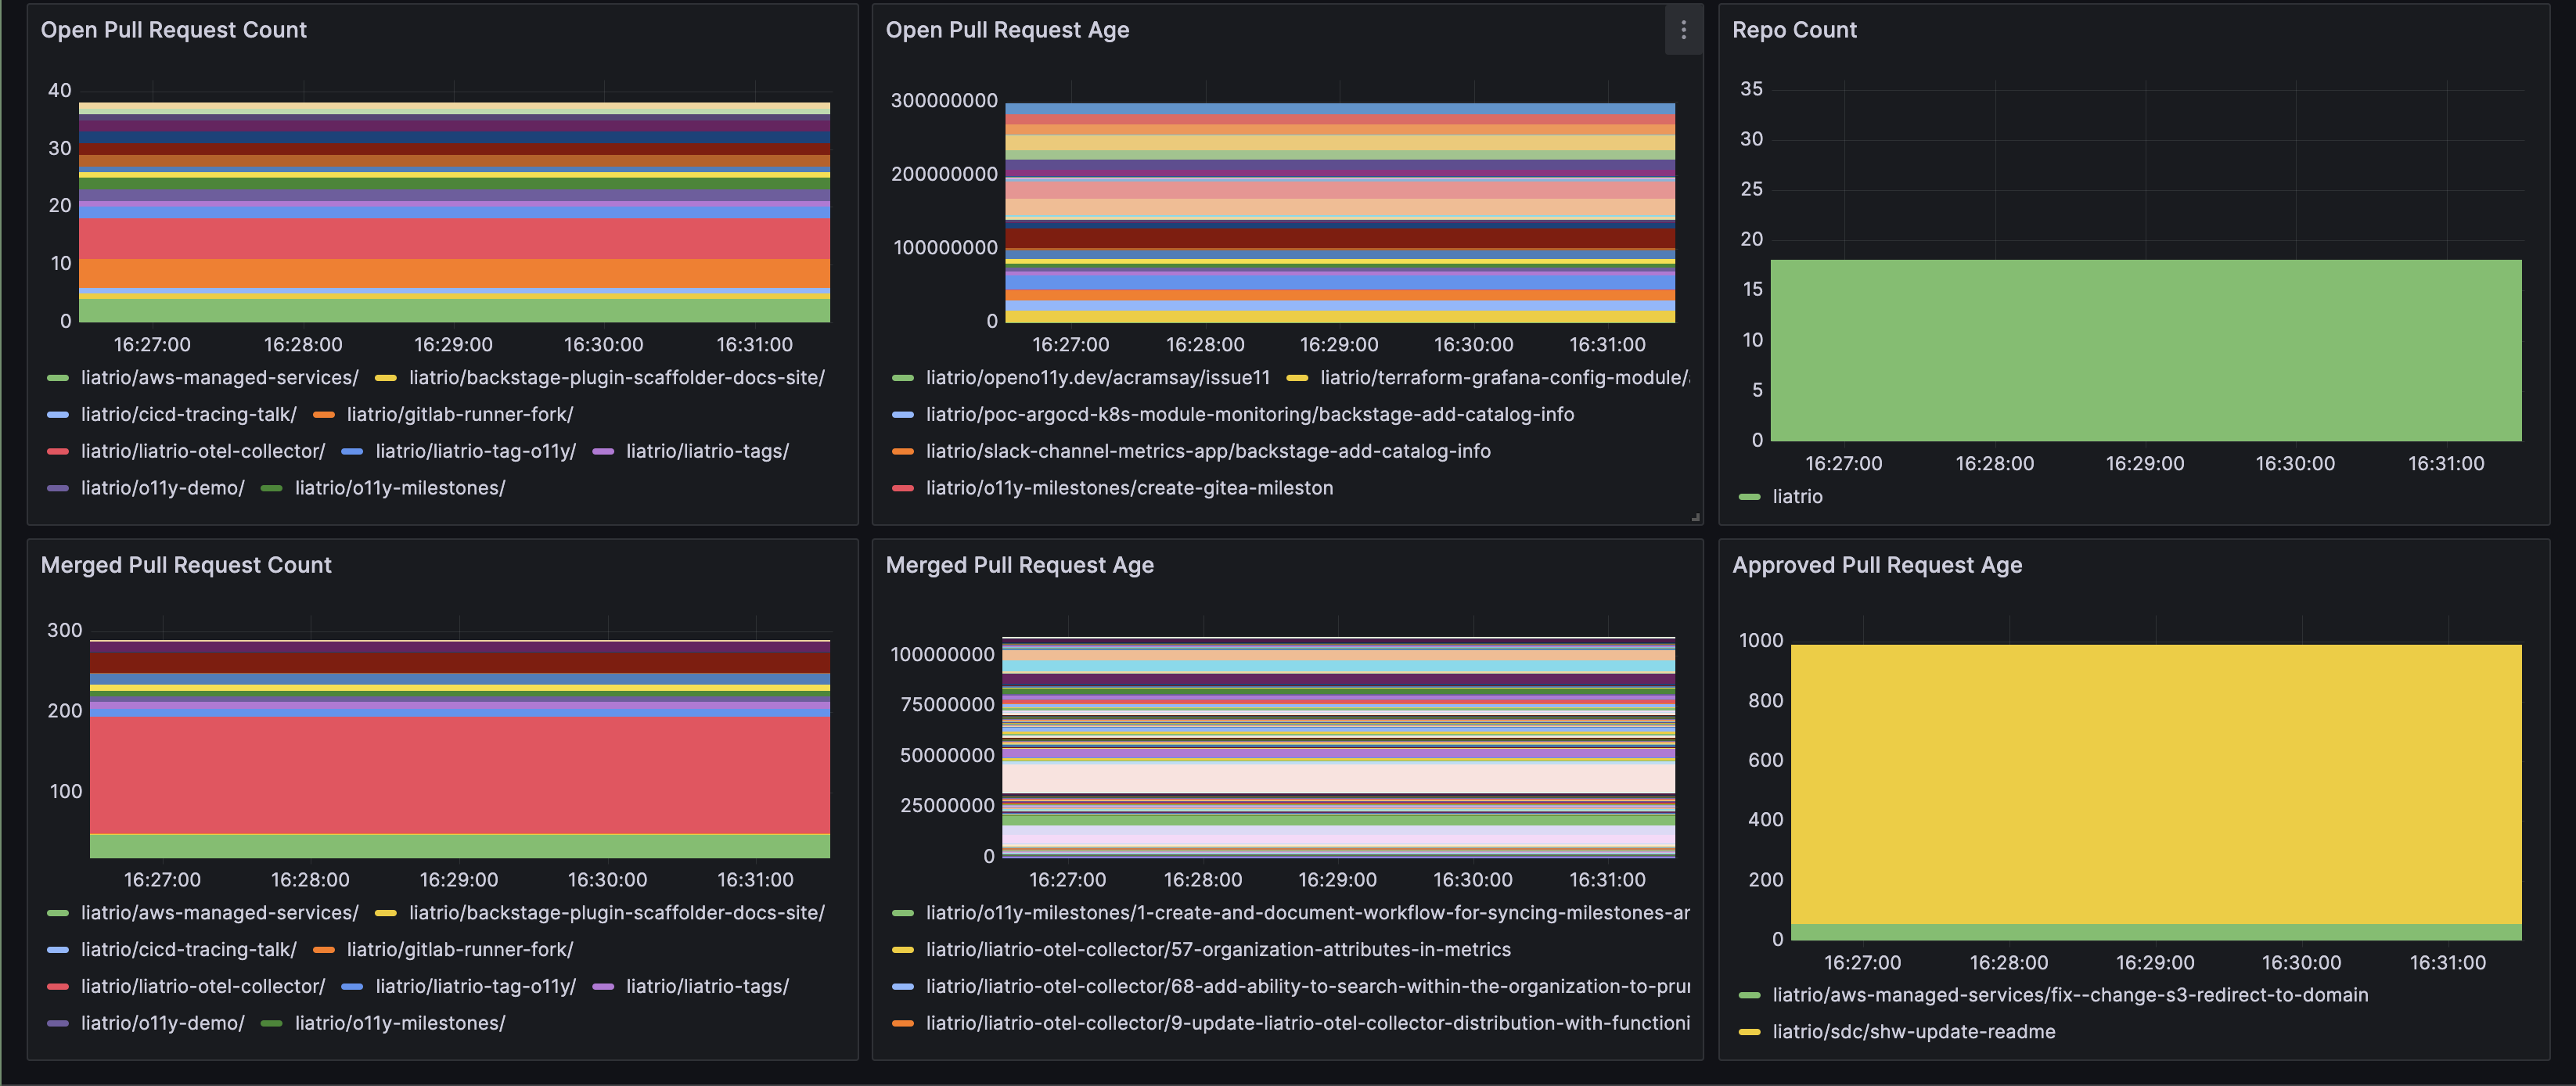 Open Pull Request Count
40
30
20
10
0
16:27:00 16:28:00 16:29:00 16:30:00 16:31:00
liatrio/aws-managed-services/ liatrio/backstage-plugin-scaffolder-docs-site/
liatrio/cicd-tracing-talk/ liatrio/gitlab-runner-fork/
liatrio/liatrio-otel-collector/ liatrio/liatrio-tag-o11y/ liatrio/liatrio-tags/
liatrio/o11y-demo/ liatrio/o11y-milestones/
Open Pull Request Age
300000000
200000000
100000000
0
16:27:00 16:28:00 16:29:00 16:30:00 16:31:00
liatrio/openo11y.dev/acramsay/issue11 liatrio/terraform-grafana-config-module/
liatrio/poc-argocd-k8s-module-monitoring/backstage-add-catalog-info
liatrio/slack-channel-metrics-app/backstage-add-catalog-info
liatrio/o11y-milestones/create-gitea-mileston
Repo Count
35
30
25
20
15
10
5
0
16:27:00 16:28:00 16:29:00 16:30:00 16:31:00
liatrio
Merged Pull Request Count
300
200
100
16:27:00 16:28:00 16:29:00 16:30:00 16:31:00
liatrio/aws-managed-services/ liatrio/backstage-plugin-scaffolder-docs-site/
liatrio/cicd-tracing-talk/ liatrio/gitlab-runner-fork/
liatrio/liatrio-otel-collector/ liatrio/liatrio-tag-o11y/ liatrio/liatrio-tags/
liatrio/o11y-demo/ liatrio/o11y-milestones/
Merged Pull Request Age
100000000
75000000
50000000
25000000
0
16:27:00 16:28:00 16:29:00 16:30:00 16:31:00
liatrio/o11y-milestones/1-create-and-document-workflow-for-syncing-milestones-ar
liatrio/liatrio-otel-collector/57-organization-attributes-in-metrics
liatrio/liatrio-otel-collector/68-add-ability-to-search-within-the-organization-to-prur
liatrio/liatrio-otel-collector/9-update-liatrio-otel-collector-distribution-with-functioni
Approved Pull Request Age
1000
800
600
400
200
0
16:27:00 16:28:00 16:29:00 16:30:00 16:31:00
liatrio/aws-managed-services/fix--change-s3-redirect-to-domain
liatrio/sdc/shw-update-readme